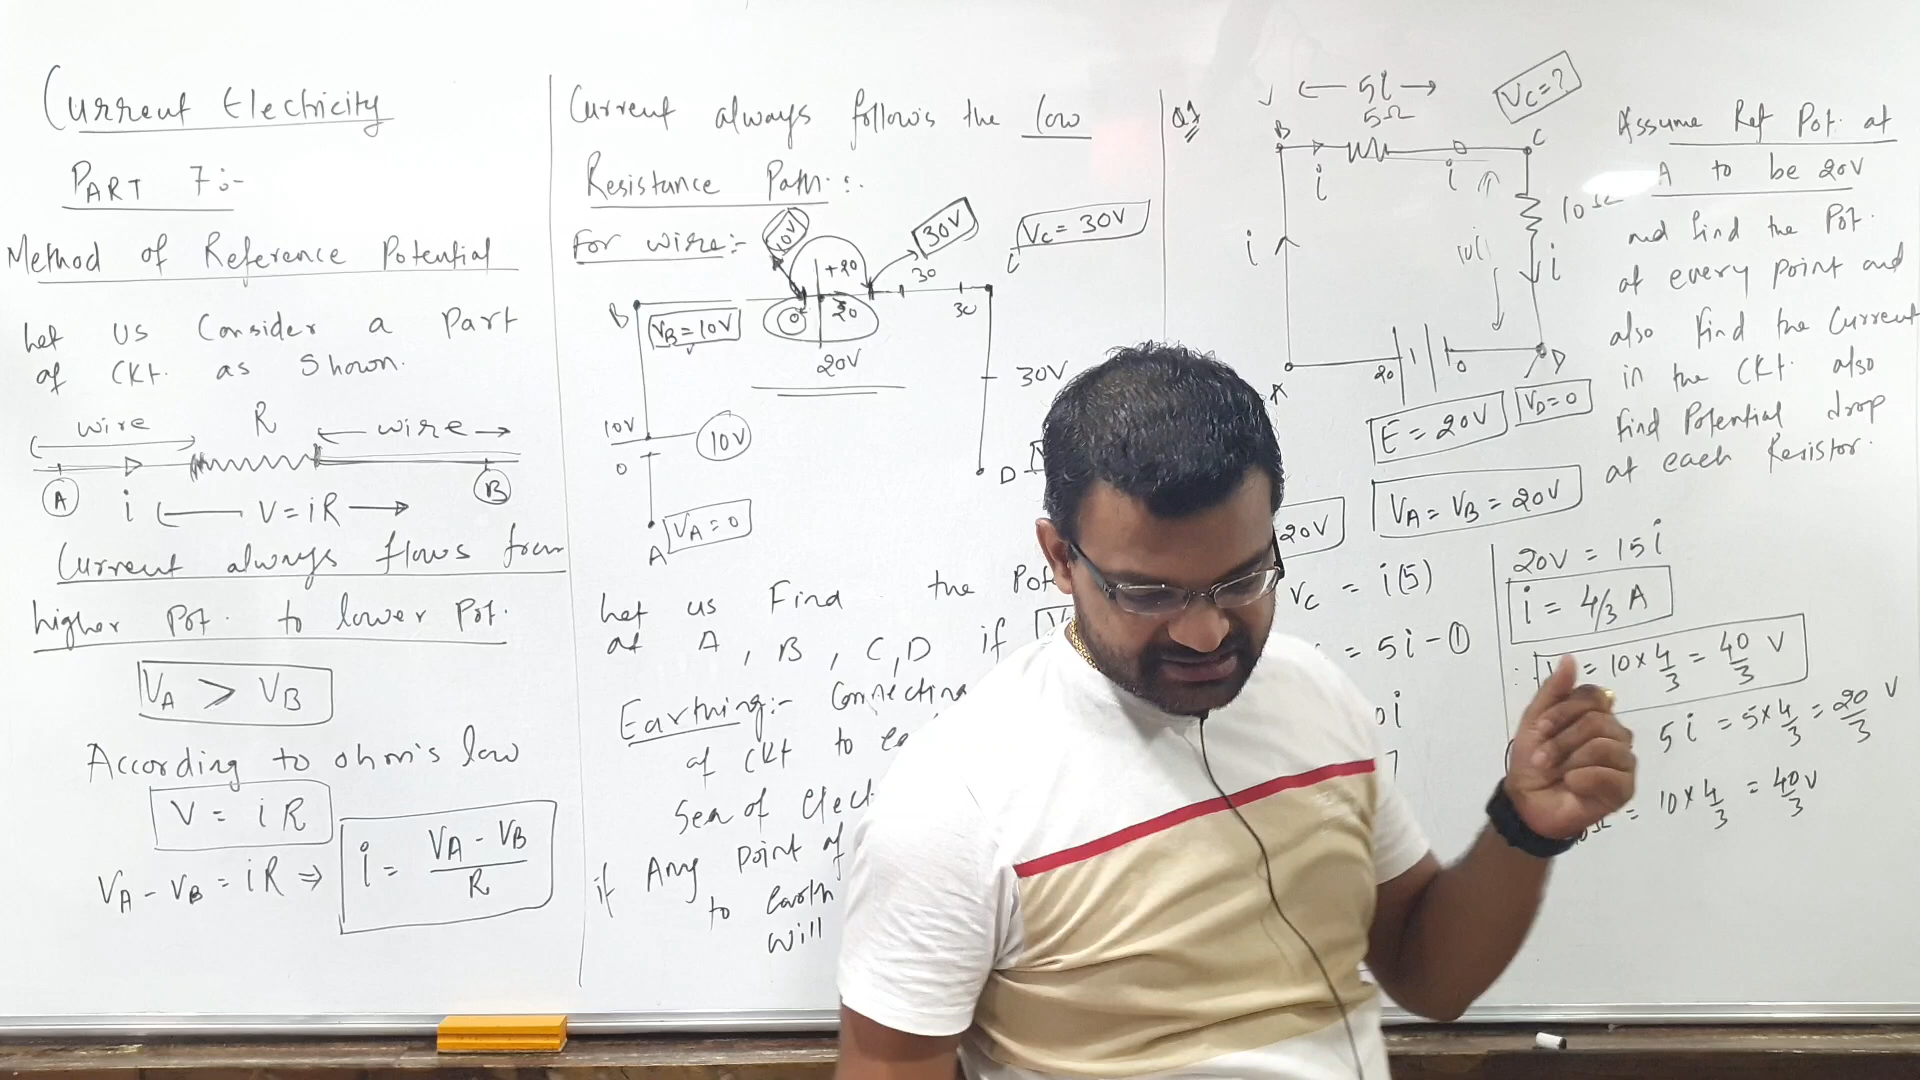 Current Electricity
PART 7:-
Method of Reference Potential
Let us Consider a part
of CKt. as Shown.
wire R wire
A i V = iR B
Current always flows from
higher Pot. to lower Pot.
VA > VB
According to ohm's law
V = iR
VA - VB = iR ⇒ i = VA - VB / R
Current always follows the low
Resistance Path:
For wire:-
10V
30V
VC = 30V
+20
30
i
B
VB = 10V
0
20
30
20V
30V
10V
10V
0
D
A
VA = 0
Let us Find the Pot
at A, B, C, D if
Earthing:- Connecting
of CKt to
Sea of elect
if Any point of
to earth
will
Q1
5i
5Ω
VC = ?
B
C
i
i
10Ω
i
10i
i
A
20
0
D
E = 20V
VD = 0
20V
VA = VB = 20V
VC = i(5)
= 5i - ①
Assume Ref Pot. at
A to be 20V
and find the Pot.
at every point and
also find the Current
in the CKt. also
find Potential drop
at each Resistor.
20V = 15i
i = 4/3 A
= 10 × 4/3 = 40/3 V
5i = 5×4/3 = 20/3 V
= 10 × 4/3 = 40/3 V